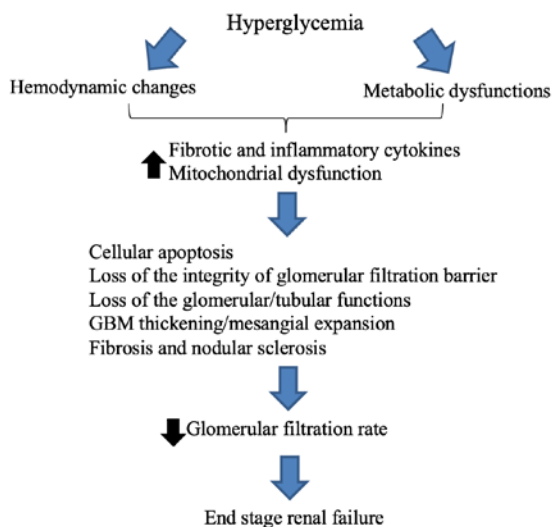 Hyperglycemia
Hemodynamic changes
Metabolic dysfunctions
Fibrotic and inflammatory cytokines
Mitochondrial dysfunction
Cellular apoptosis
Loss of the integrity of glomerular filtration barrier
Loss of the glomerular/tubular functions
GBM thickening/mesangial expansion
Fibrosis and nodular sclerosis
Glomerular filtration rate
End stage renal failure